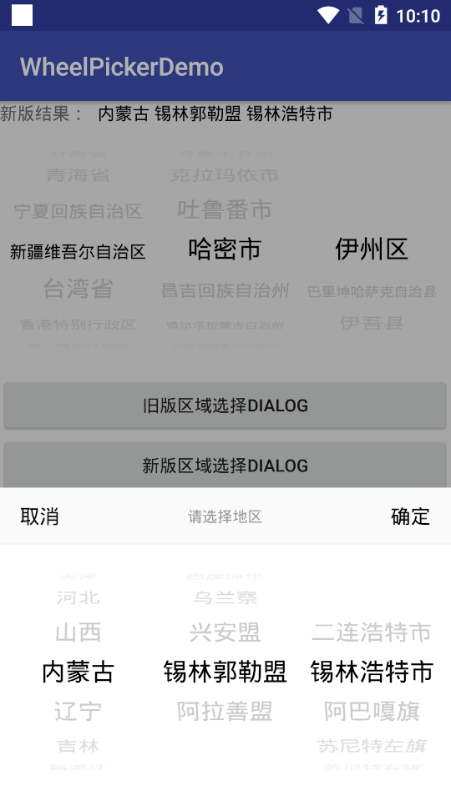 10:10
WheelPickerDemo
新版结果： 内蒙古 锡林郭勒盟 锡林浩特市
青海省 克拉玛依市
宁夏回族自治区 吐鲁番市
新疆维吾尔自治区 哈密市 伊州区
台湾省 昌吉回族自治州 巴里坤哈萨克自治县
香港特别行政区 博尔塔拉蒙古自治州 伊吾县
旧版区域选择DIALOG
新版区域选择DIALOG
取消 请选择地区 确定
河北 乌兰察
山西 兴安盟 二连浩特市
内蒙古 锡林郭勒盟 锡林浩特市
辽宁 阿拉善盟 阿巴嘎旗
吉林 苏尼特左旗